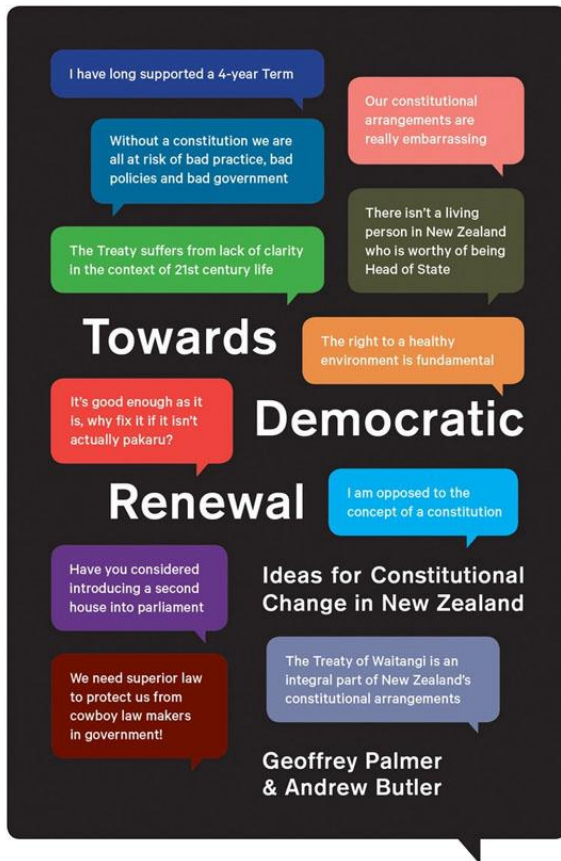 I have long supported a 4-year Term
Our constitutional
arrangements are
really embarrassing
Without a constitution we are
all at risk of bad practice, bad
policies and bad government
There isn't a living
person in New Zealand
who is worthy of being
Head of State
The Treaty suffers from lack of clarity
in the context of 21st century life
Towards
The right to a healthy
environment is fundamental
It's good enough as it
is, why fix it if it isn't
actually pakaru?
Democratic
Renewal
I am opposed to the
concept of a constitution
Have you considered
introducing a second
house into parliament
Ideas for Constitutional
Change in New Zealand
The Treaty of Waitangi is an
integral part of New Zealand's
constitutional arrangements
We need superior law
to protect us from
cowboy law makers
in government!
Geoffrey Palmer
& Andrew Butler